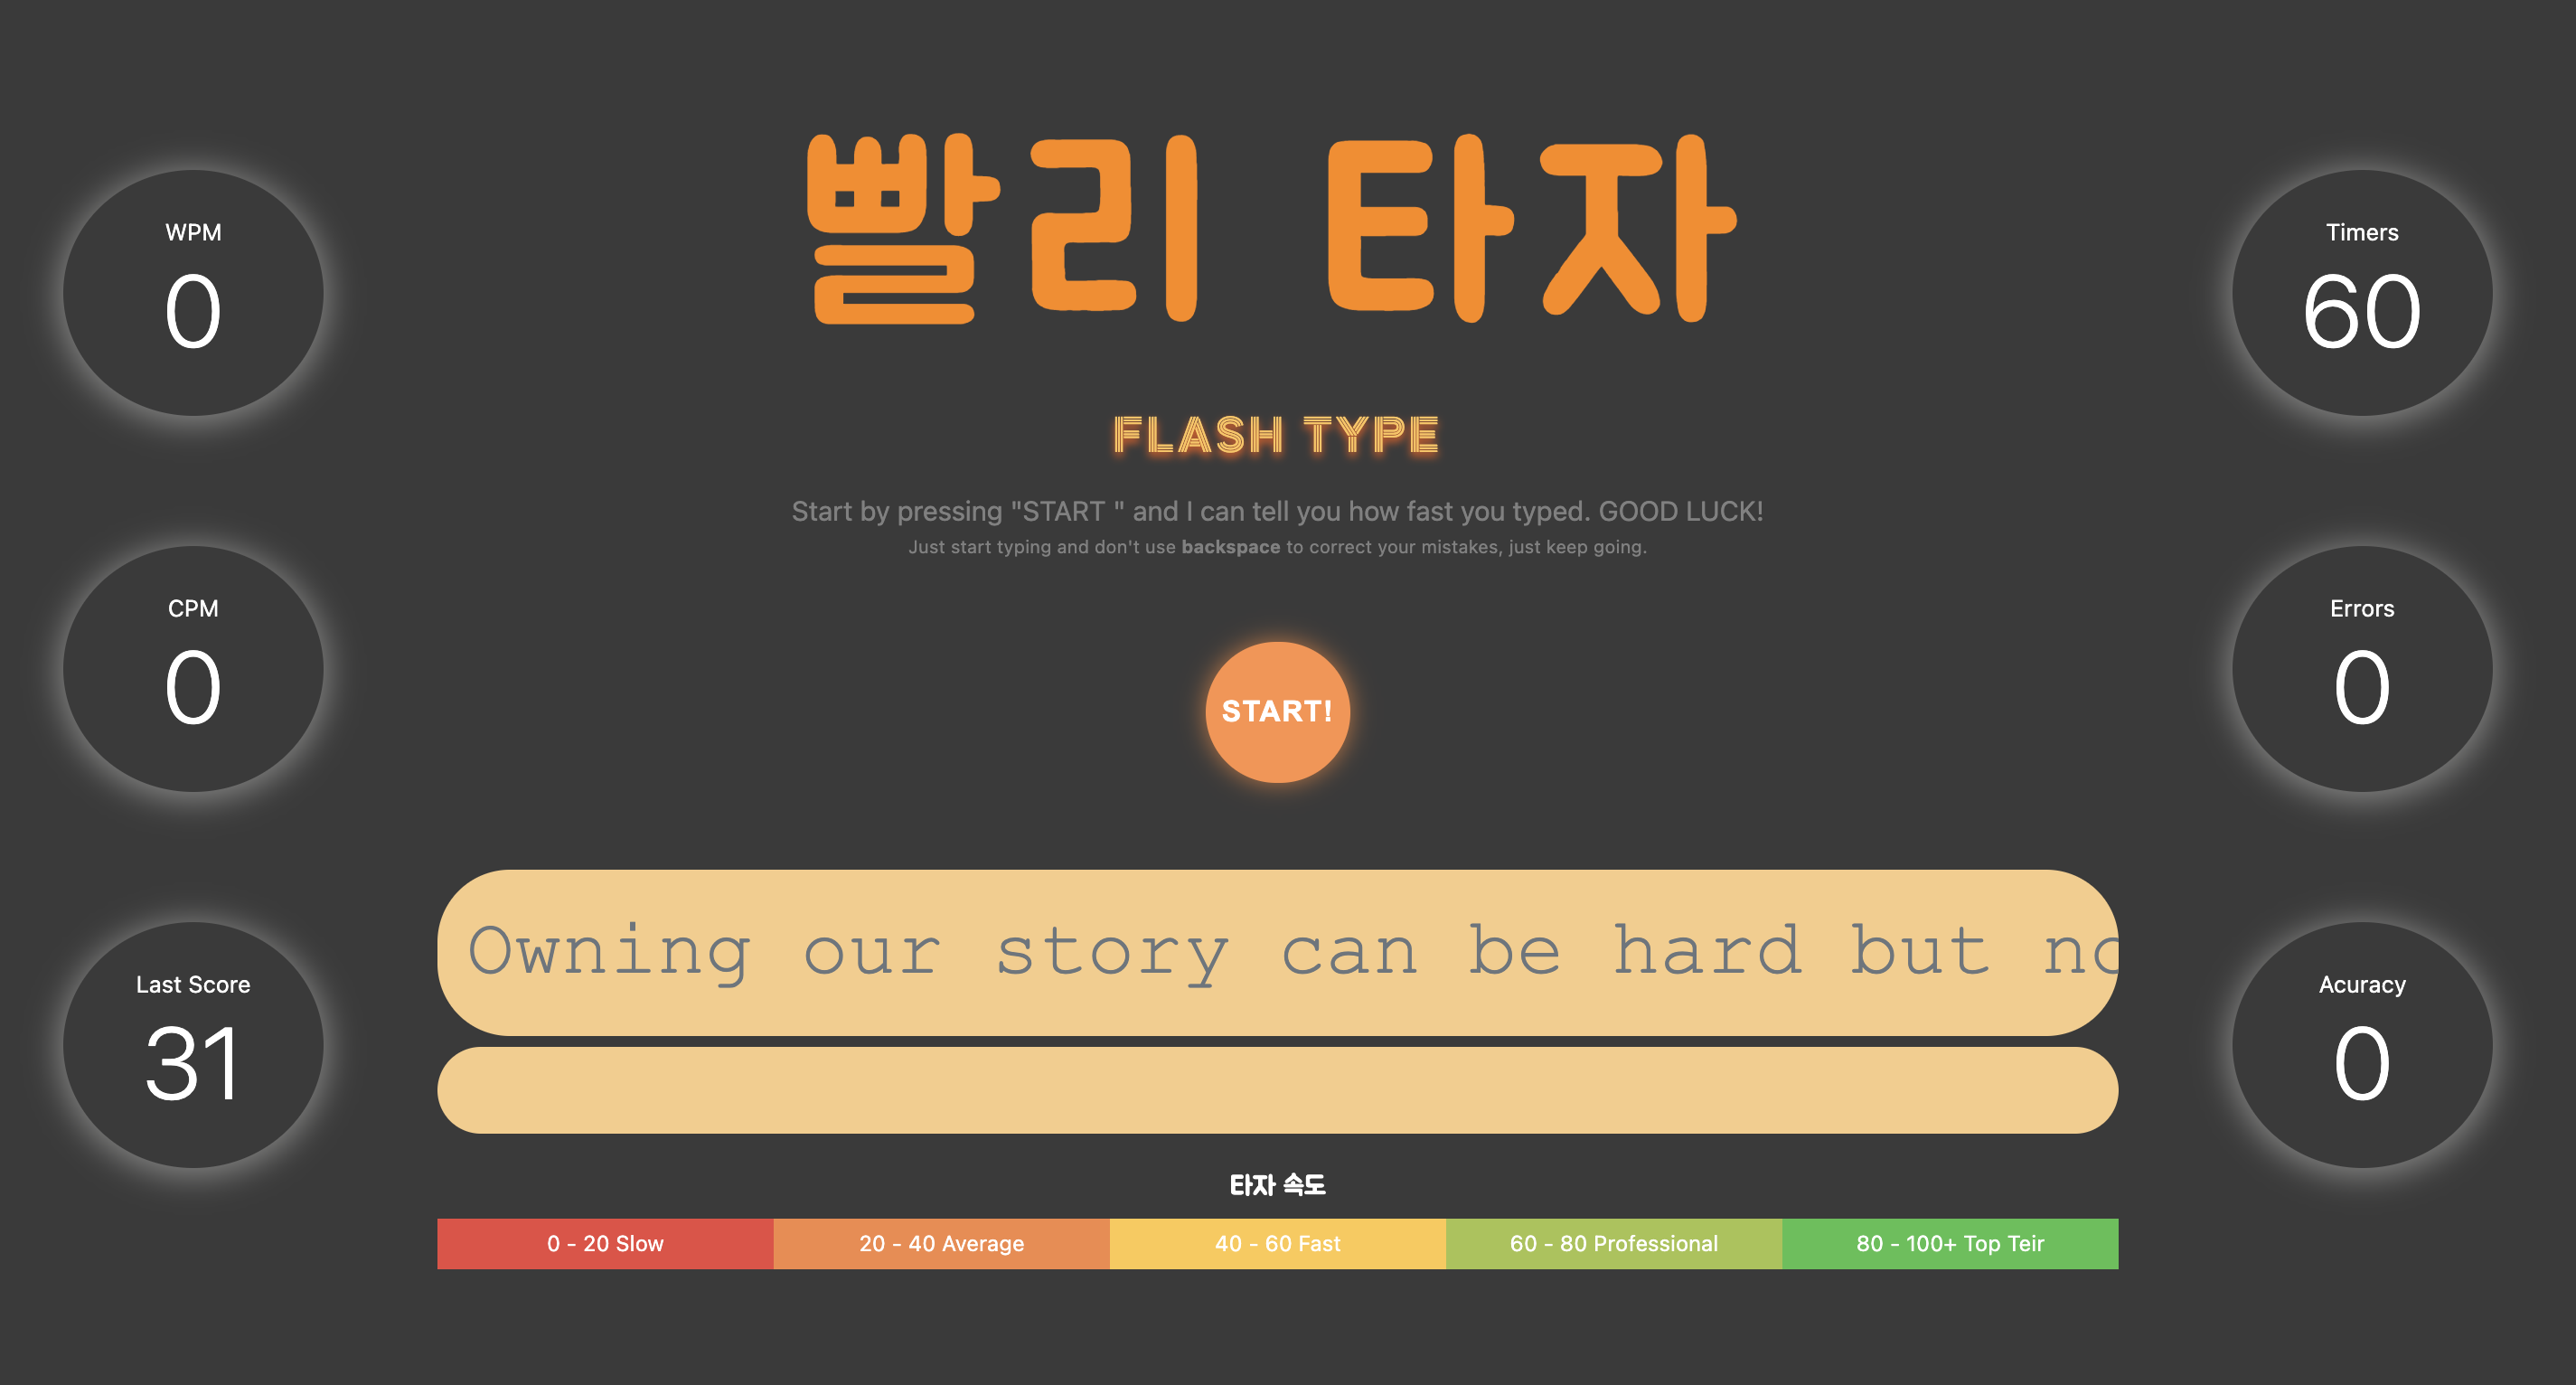 빨리 타자
FLASH TYPE
Start by pressing "START " and I can tell you how fast you typed. GOOD LUCK!
Just start typing and don't use backspace to correct your mistakes, just keep going.
WPM
0
CPM
0
Last Score
31
Timers
60
Errors
0
Acuracy
0
START!
Owning our story can be hard but
타자 속도
0 - 20 Slow
20 - 40 Average
40 - 60 Fast
60 - 80 Professional
80 - 100+ Top Teir